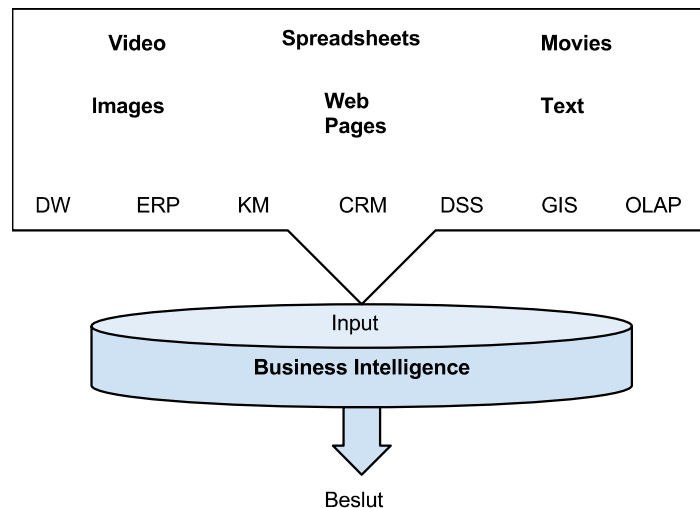 Video Spreadsheets Movies
Images Web Pages Text
DW ERP KM CRM DSS GIS OLAP
Input
Business Intelligence
Beslut